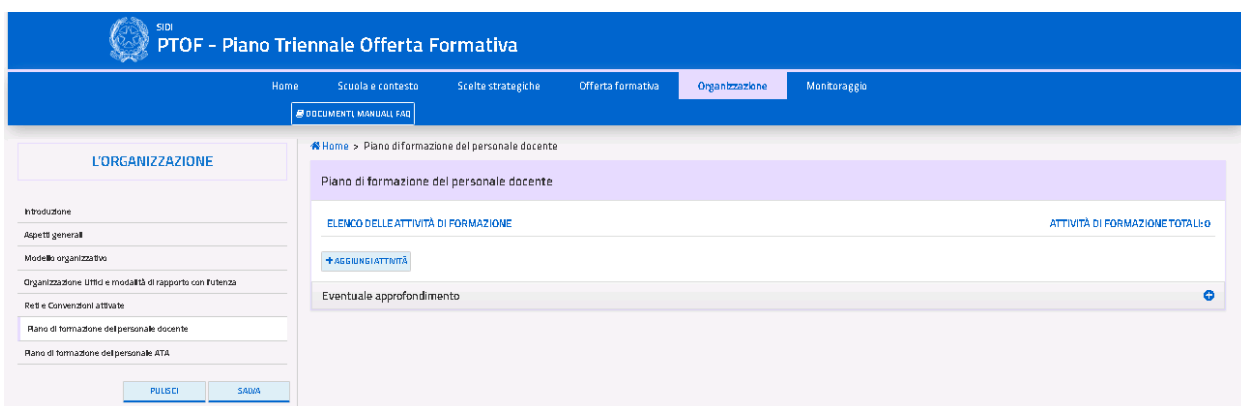 SIDI
PTOF - Piano Triennale Offerta Formativa
Home Scuola e contesto Scelte strategiche Offerta formativa Organizzazione Monitoraggio
DOCUMENTI, MANUALI, FAQ
L'ORGANIZZAZIONE
Introduzione
Aspetti generali
Modello organizzativo
Organizzazione Uffici e modalità di rapporto con l'utenza
Reti e Convenzioni attivate
Piano di formazione del personale docente
Piano di formazione del personale ATA
PULISCI SALVA
Home > Piano di formazione del personale docente
Piano di formazione del personale docente
ELENCO DELLE ATTIVITÀ DI FORMAZIONE ATTIVITÀ DI FORMAZIONE TOTALI: 0
+ AGGIUNGI ATTIVITÀ
Eventuale approfondimento